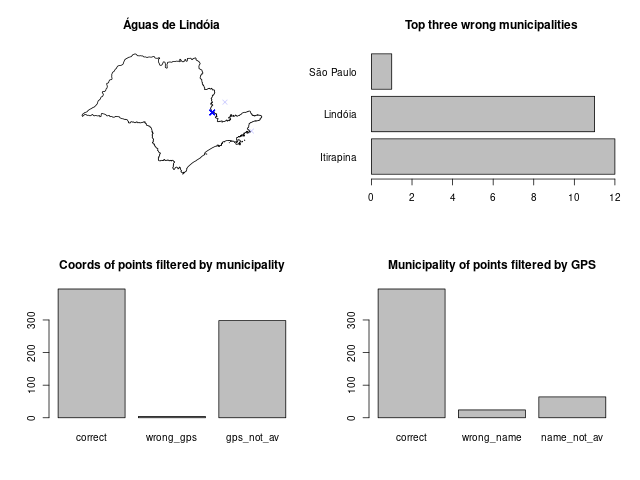 Águas de Lindóia
Top three wrong municipalities
São Paulo
Lindóia
Itirapina
0 2 4 6 8 10 12
Coords of points filtered by municipality
0 100 200 300
correct wrong_gps gps_not_av
Municipality of points filtered by GPS
0 100 200 300
correct wrong_name name_not_av